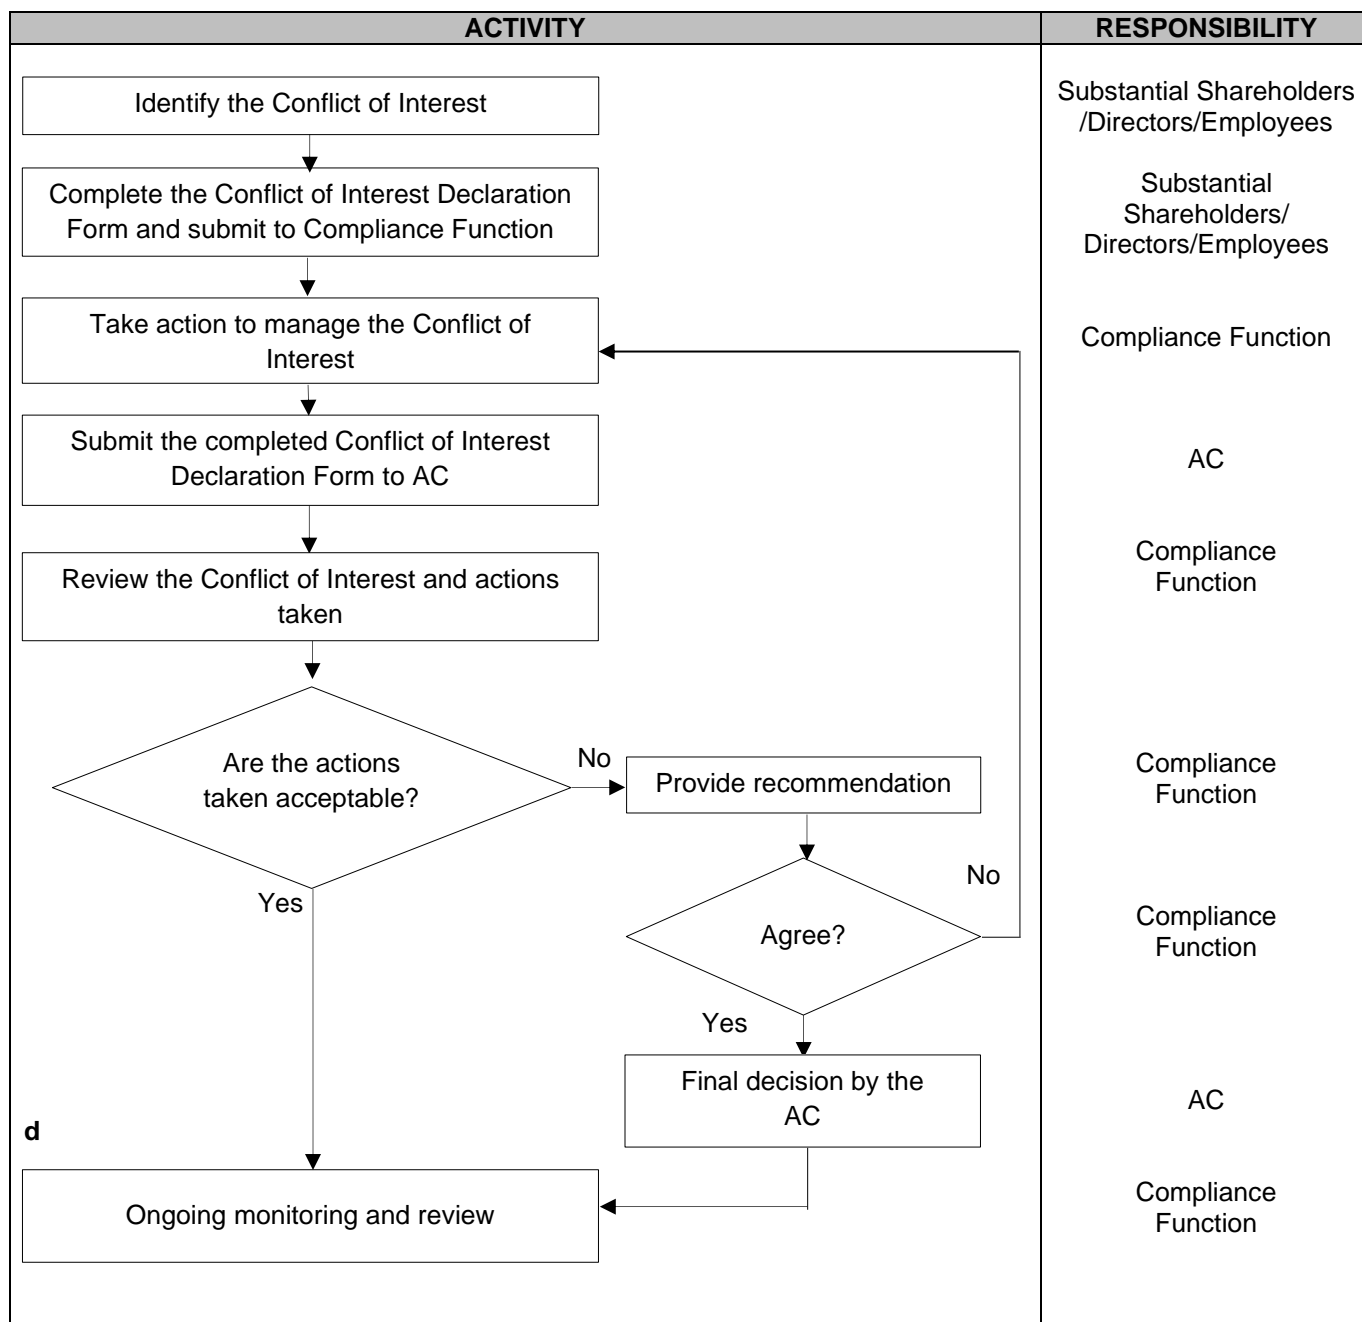 ACTIVITY
RESPONSIBILITY
Identify the Conflict of Interest
Substantial Shareholders
/Directors/Employees
Complete the Conflict of Interest Declaration
Form and submit to Compliance Function
Substantial
Shareholders/
Directors/Employees
Take action to manage the Conflict of
Interest
Compliance Function
Submit the completed Conflict of Interest
Declaration Form to AC
AC
Review the Conflict of Interest and actions
taken
Compliance
Function
Are the actions
taken acceptable?
No
Provide recommendation
Compliance
Function
Yes
Agree?
No
Compliance
Function
Yes
Final decision by the
AC
AC
d
Ongoing monitoring and review
Compliance
Function